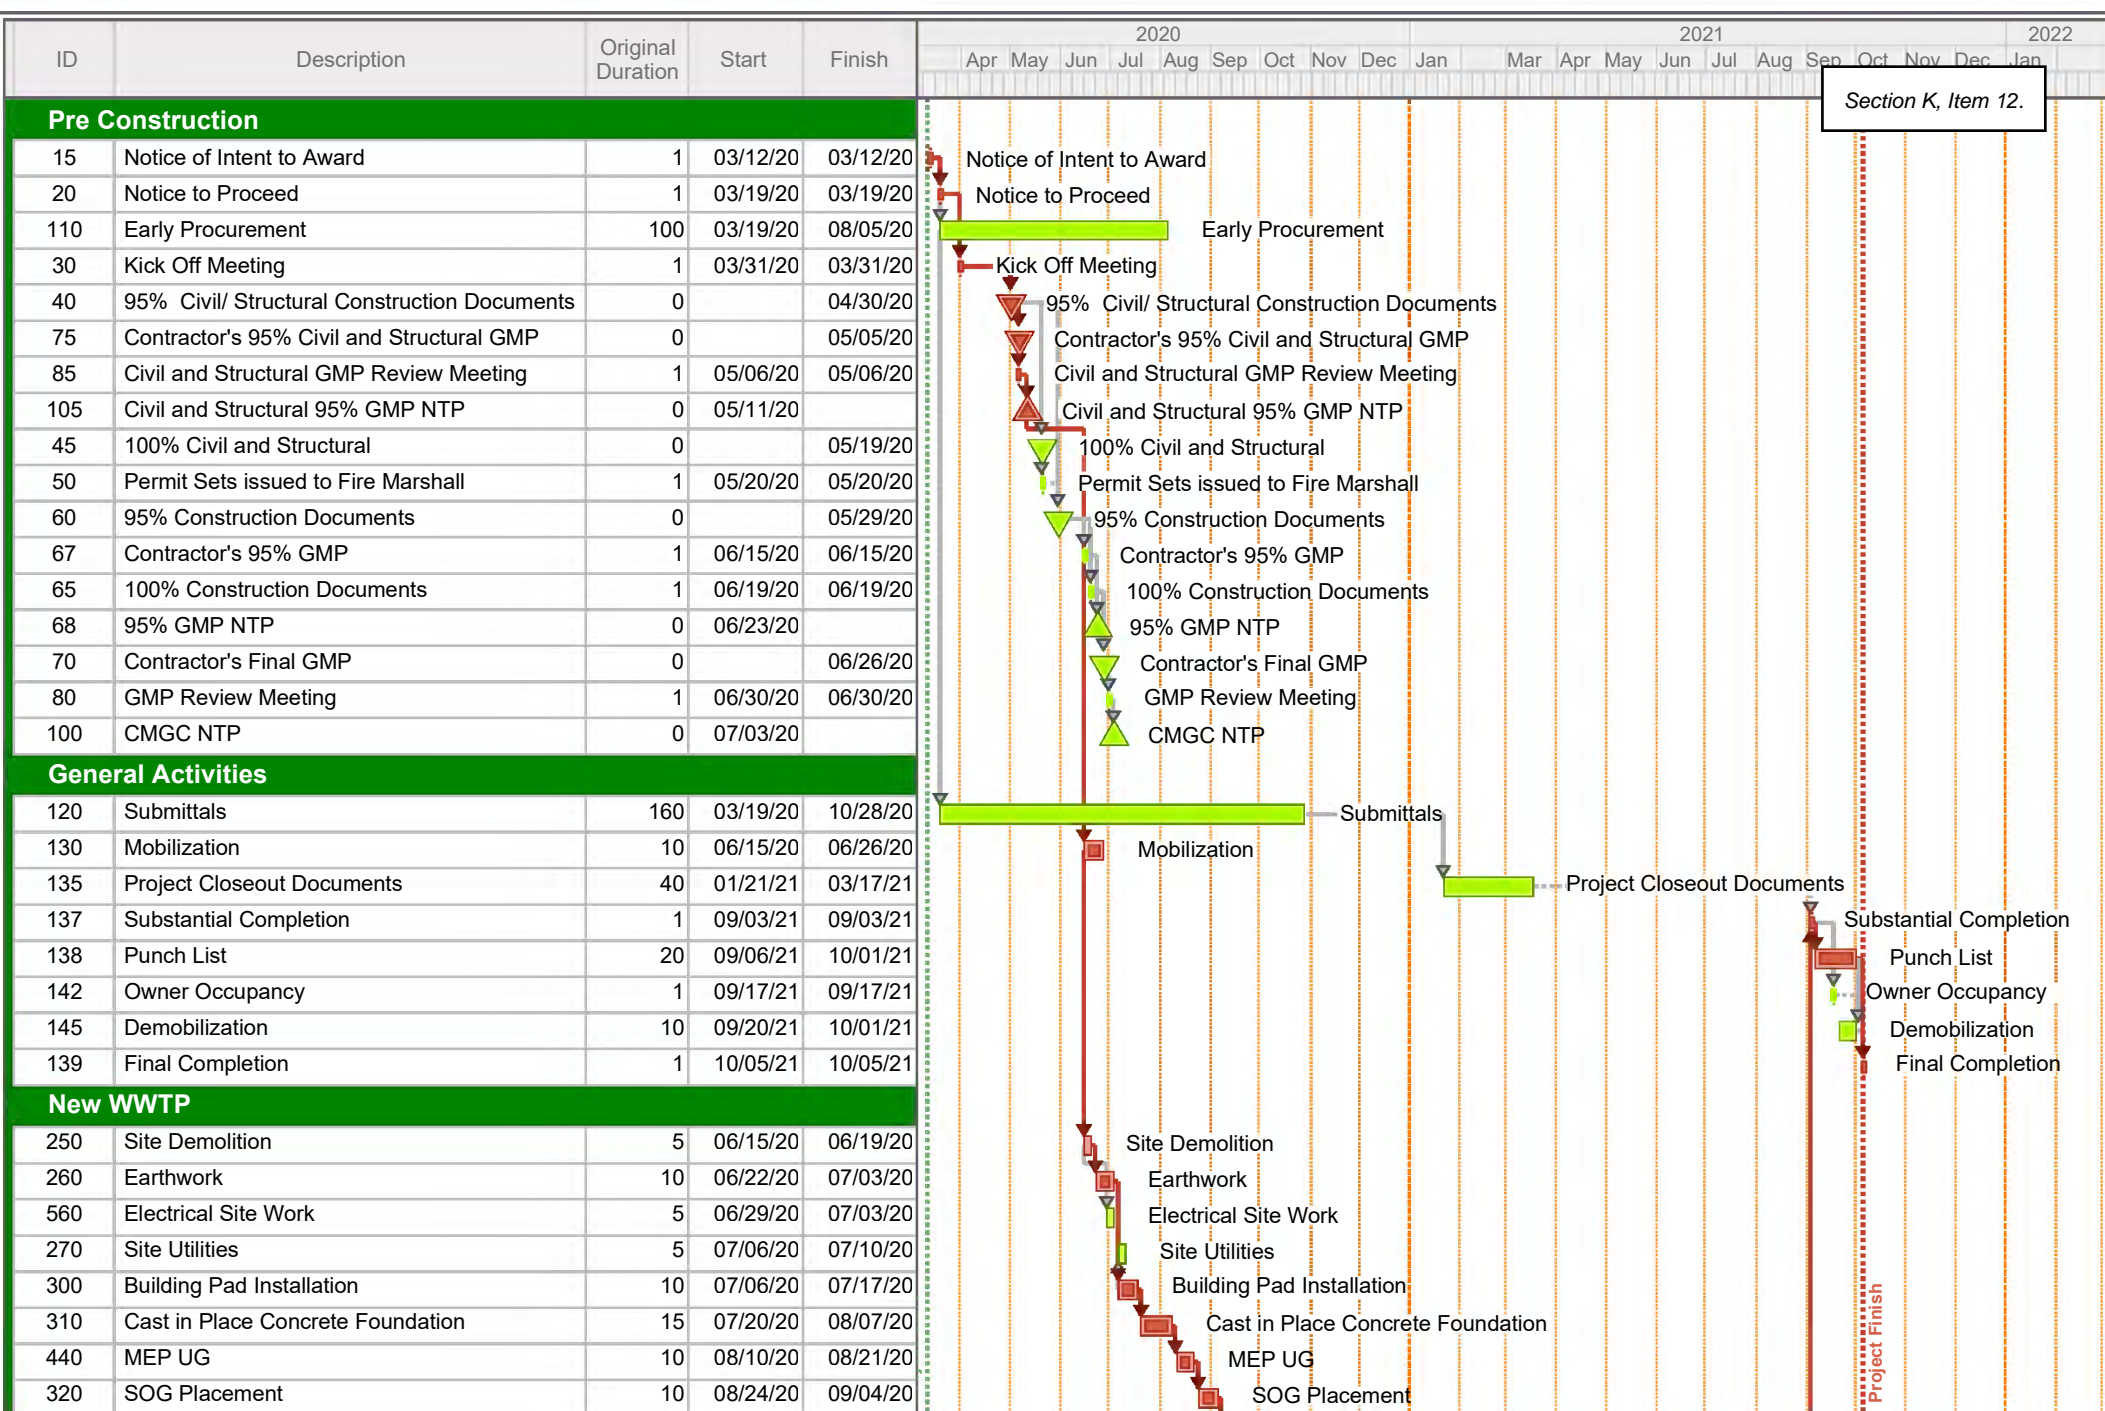 2020 2021 2022
ID Description Original Duration Start Finish
Apr May Jun Jul Aug Sep Oct Nov Dec Jan Mar Apr May Jun Jul Aug Sep Oct Nov Dec Jan
Section K, Item 12.
Pre Construction
15 Notice of Intent to Award 1 03/12/20 03/12/20 Notice of Intent to Award
20 Notice to Proceed 1 03/19/20 03/19/20 Notice to Proceed
110 Early Procurement 100 03/19/20 08/05/20 Early Procurement
30 Kick Off Meeting 1 03/31/20 03/31/20 Kick Off Meeting
40 95% Civil/ Structural Construction Documents 0 04/30/20 95% Civil/ Structural Construction Documents
75 Contractor's 95% Civil and Structural GMP 0 05/05/20 Contractor's 95% Civil and Structural GMP
85 Civil and Structural GMP Review Meeting 1 05/06/20 05/06/20 Civil and Structural GMP Review Meeting
105 Civil and Structural 95% GMP NTP 0 05/11/20 Civil and Structural 95% GMP NTP
45 100% Civil and Structural 0 05/19/20 100% Civil and Structural
50 Permit Sets issued to Fire Marshall 1 05/20/20 05/20/20 Permit Sets issued to Fire Marshall
60 95% Construction Documents 0 05/29/20 95% Construction Documents
67 Contractor's 95% GMP 1 06/15/20 06/15/20 Contractor's 95% GMP
65 100% Construction Documents 1 06/19/20 06/19/20 100% Construction Documents
68 95% GMP NTP 0 06/23/20 95% GMP NTP
70 Contractor's Final GMP 0 06/26/20 Contractor's Final GMP
80 GMP Review Meeting 1 06/30/20 06/30/20 GMP Review Meeting
100 CMGC NTP 0 07/03/20 CMGC NTP
General Activities
120 Submittals 160 03/19/20 10/28/20 Submittals
130 Mobilization 10 06/15/20 06/26/20 Mobilization
135 Project Closeout Documents 40 01/21/21 03/17/21 Project Closeout Documents
137 Substantial Completion 1 09/03/21 09/03/21 Substantial Completion
138 Punch List 20 09/06/21 10/01/21 Punch List
142 Owner Occupancy 1 09/17/21 09/17/21 Owner Occupancy
145 Demobilization 10 09/20/21 10/01/21 Demobilization
139 Final Completion 1 10/05/21 10/05/21 Final Completion
New WWTP
250 Site Demolition 5 06/15/20 06/19/20 Site Demolition
260 Earthwork 10 06/22/20 07/03/20 Earthwork
560 Electrical Site Work 5 06/29/20 07/03/20 Electrical Site Work
270 Site Utilities 5 07/06/20 07/10/20 Site Utilities
300 Building Pad Installation 10 07/06/20 07/17/20 Building Pad Installation
310 Cast in Place Concrete Foundation 15 07/20/20 08/07/20 Cast in Place Concrete Foundation
440 MEP UG 10 08/10/20 08/21/20 MEP UG
320 SOG Placement 10 08/24/20 09/04/20 SOG Placement
Project Finish